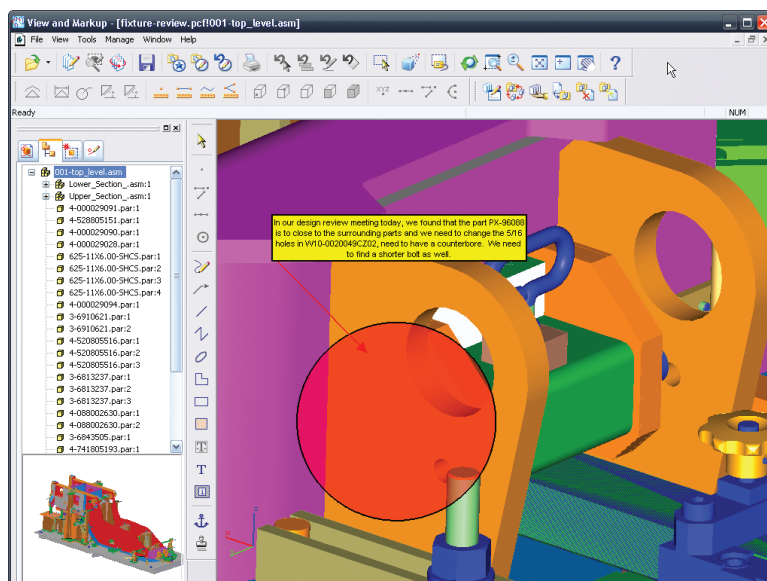 View and Markup - [fixture-review.pcf!001-top_level.asm]
File View Tools Manage Window Help
XYZ
Ready
NUM
001-top_level.asm
Lower_Section_.asm:1
Upper_Section_.asm:1
4-000029091.par:1
4-528805151.par:1
4-000029090.par:1
4-000029028.par:1
625-11X6.00-SHCS.par:1
625-11X6.00-SHCS.par:2
625-11X6.00-SHCS.par:3
625-11X6.00-SHCS.par:4
4-000029094.par:1
3-6910621.par:1
3-6910621.par:2
4-520805516.par:1
4-520805516.par:2
4-520805516.par:3
3-6813237.par:1
3-6813237.par:2
3-6813237.par:3
4-088002630.par:1
4-088002630.par:2
3-6843505.par:1
4-741805193.par:1
T
In our design review meeting today, we found that the part PX-96088
is to close to the surrounding parts and we need to change the 5/16
holes in W10-0020049CZ02, need to have a counterbore. We need
to find a shorter bolt as well.